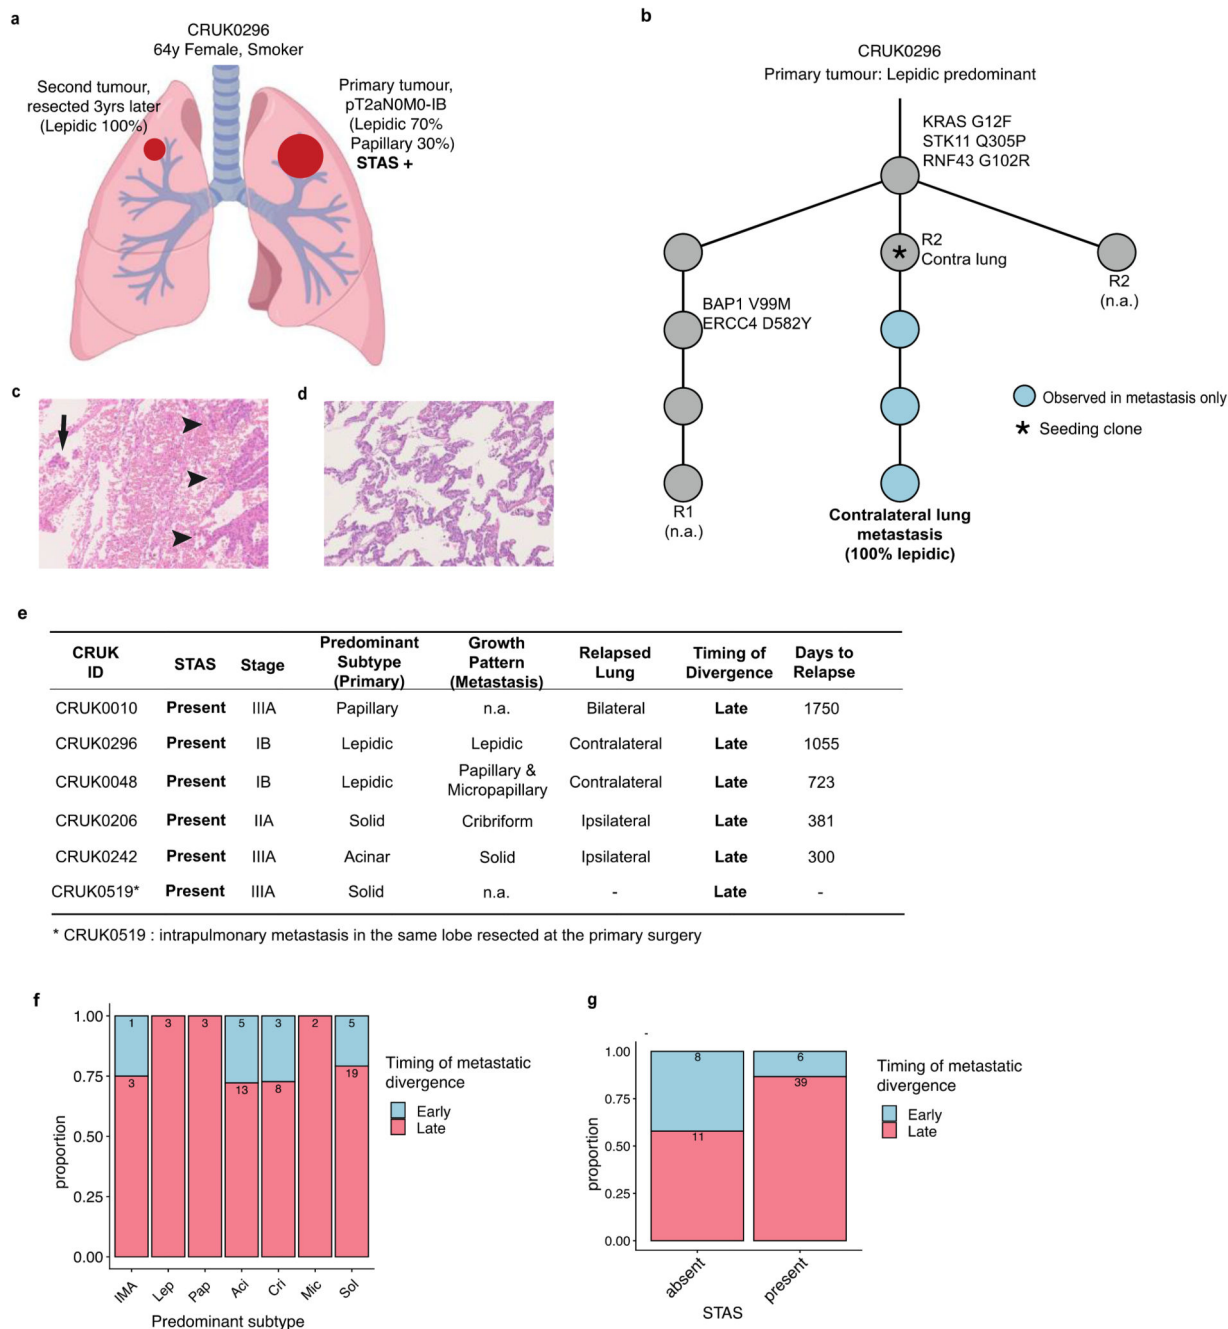 a
CRUK0296
64y Female, Smoker
Second tumour,
resected 3yrs later
(Lepidic 100%)
Primary tumour,
pT2aN0M0-IB
(Lepidic 70%
Papillary 30%)
STAS +
b
CRUK0296
Primary tumour: Lepidic predominant
KRAS G12F
STK11 Q305P
RNF43 G102R
R2
Contra lung
*
R2
(n.a.)
BAP1 V99M
ERCC4 D582Y
R1
(n.a.)
Contralateral lung
metastasis
(100% lepidic)
Observed in metastasis only
* Seeding clone
c
d
e
CRUK ID STAS Stage Predominant Subtype (Primary) Growth Pattern (Metastasis) Relapsed Lung Timing of Divergence Days to Relapse
CRUK0010 Present IIIA Papillary n.a. Bilateral Late 1750
CRUK0296 Present IB Lepidic Lepidic Contralateral Late 1055
CRUK0048 Present IB Lepidic Papillary & Micropapillary Contralateral Late 723
CRUK0206 Present IIA Solid Cribriform Ipsilateral Late 381
CRUK0242 Present IIIA Acinar Solid Ipsilateral Late 300
CRUK0519* Present IIIA Solid n.a. - Late -
* CRUK0519 : intrapulmonary metastasis in the same lobe resected at the primary surgery
f
proportion
1.00
0.75
0.50
0.25
0.00
1 3 3 5 3 2 5
3 13 8 19
IMA Lep Pap Aci Cri Mic Sol
Predominant subtype
Timing of metastatic
divergence
Early
Late
g
-
proportion
1.00
0.75
0.50
0.25
0.00
8 6
11 39
absent present
STAS
Timing of metastatic
divergence
Early
Late